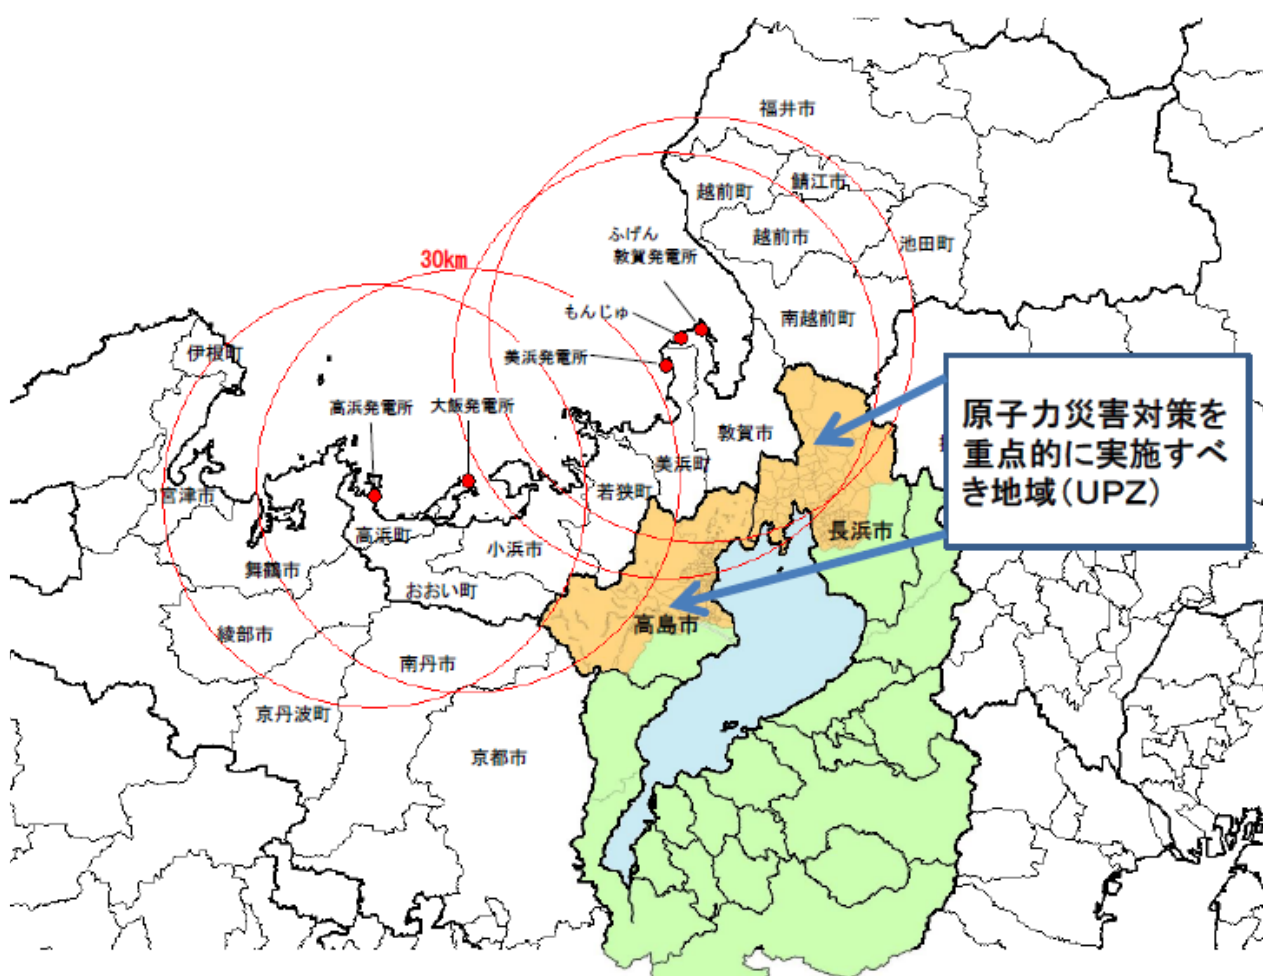 福井市
越前町
鯖江市
ふげん
敦賀発電所
越前市
池田町
30km
もんじゅ
南越前町
伊根町
美浜発電所
高浜発電所
大飯発電所
原子力災害対策を
重点的に実施すべ
き地域(UPZ)
敦賀市
美浜町
宮津市
若狭町
高浜町
長浜市
小浜市
舞鶴市
おおい町
綾部市
高島市
南丹市
京丹波町
京都市